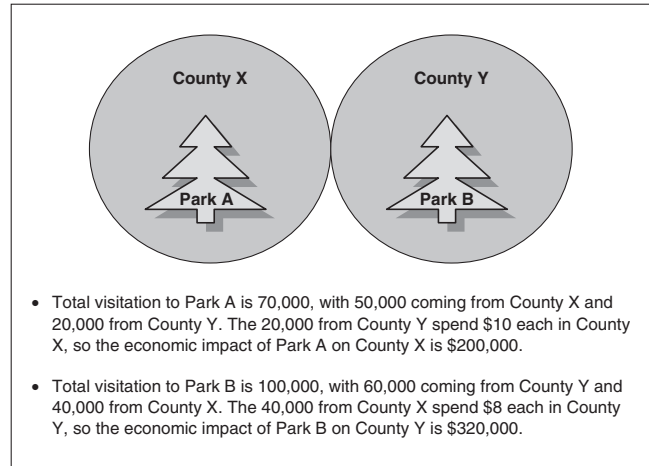 County X
County Y
Park A
Park B
• Total visitation to Park A is 70,000, with 50,000 coming from County X and
20,000 from County Y. The 20,000 from County Y spend $10 each in County
X, so the economic impact of Park A on County X is $200,000.
• Total visitation to Park B is 100,000, with 60,000 coming from County Y and
40,000 from County X. The 40,000 from County X spend $8 each in County
Y, so the economic impact of Park B on County Y is $320,000.